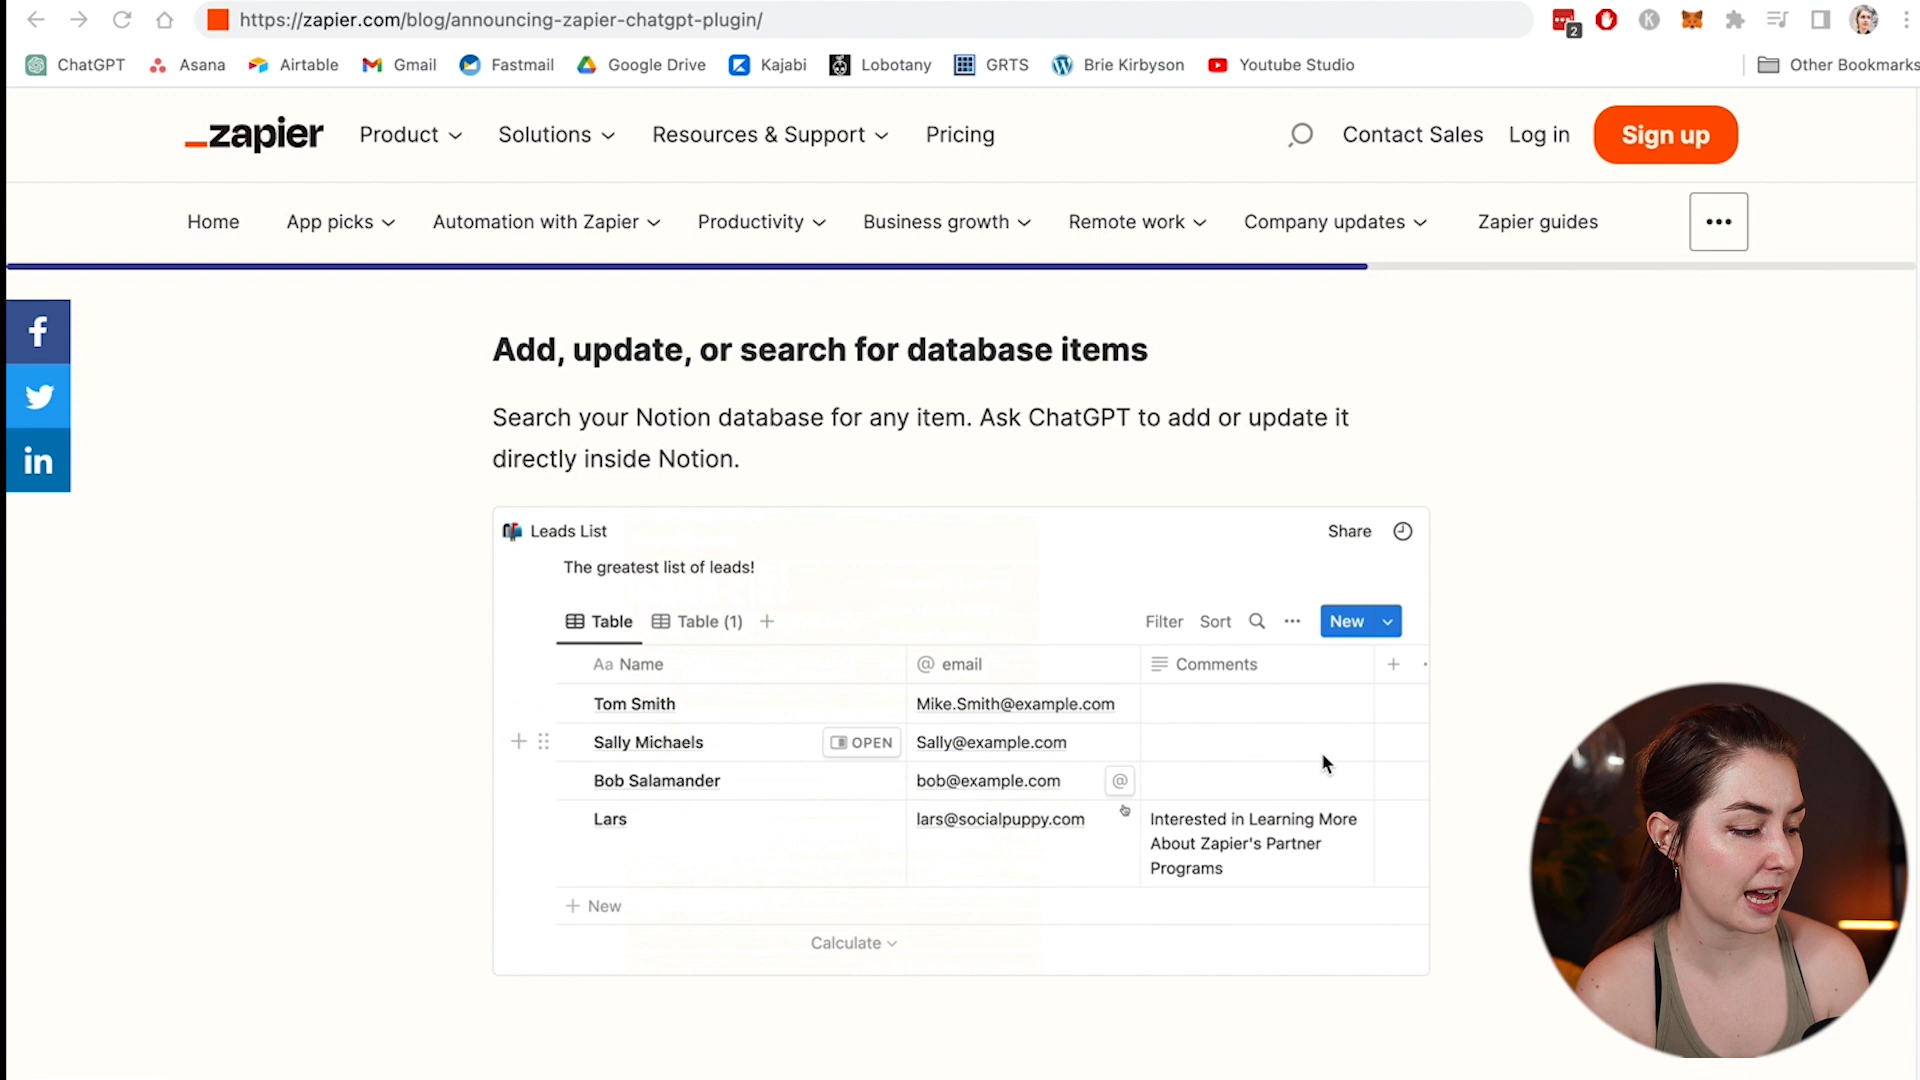 https://zapier.com/blog/announcing-zapier-chatgpt-plugin/
2
K
ChatGPT Asana Airtable Gmail Fastmail Google Drive Kajabi Lobotany GRTS Brie Kirbyson Youtube Studio Other Bookmarks
zapier Product Solutions Resources & Support Pricing Contact Sales Log in Sign up
Home App picks Automation with Zapier Productivity Business growth Remote work Company updates Zapier guides
f
in
Add, update, or search for database items
Search your Notion database for any item. Ask ChatGPT to add or update it
directly inside Notion.
Leads List Share
The greatest list of leads!
Table Table (1) + Filter Sort New
Aa Name @ email Comments +
Tom Smith Mike.Smith@example.com
+ Sally Michaels OPEN Sally@example.com
Bob Salamander bob@example.com @
Lars lars@socialpuppy.com Interested in Learning More
About Zapier's Partner
Programs
+ New
Calculate